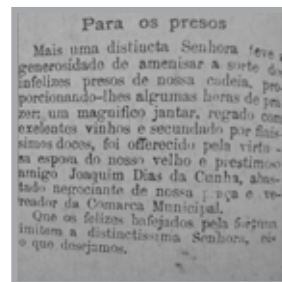 Para os presos
Mais uma distincta Senhora teve a
generosidade de amenisar a sorte dos
infelizes presos de nossa cadeia, pro-
porcionando-lhes algumas horas de pra-
zer; um magnifico jantar, regado com
exelentes vinhos e secundado por finis-
simos doces, foi offerecido pela virtuo-
sa esposa do nosso velho e prestimoso
amigo Joaquim Dias da Cunha, abas-
tado negociante de nossa praça e ve-
reador da Comarca Municipal.
Que os felizes bafejados pela fortuna
imitem a distinctissima Senhora, eis
o que desejamos.